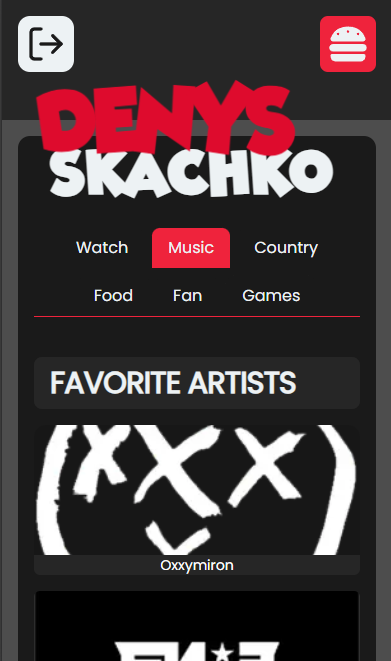 DENYS
SKACHKO
Watch Music Country
Food Fan Games
FAVORITE ARTISTS
Oxxymiron